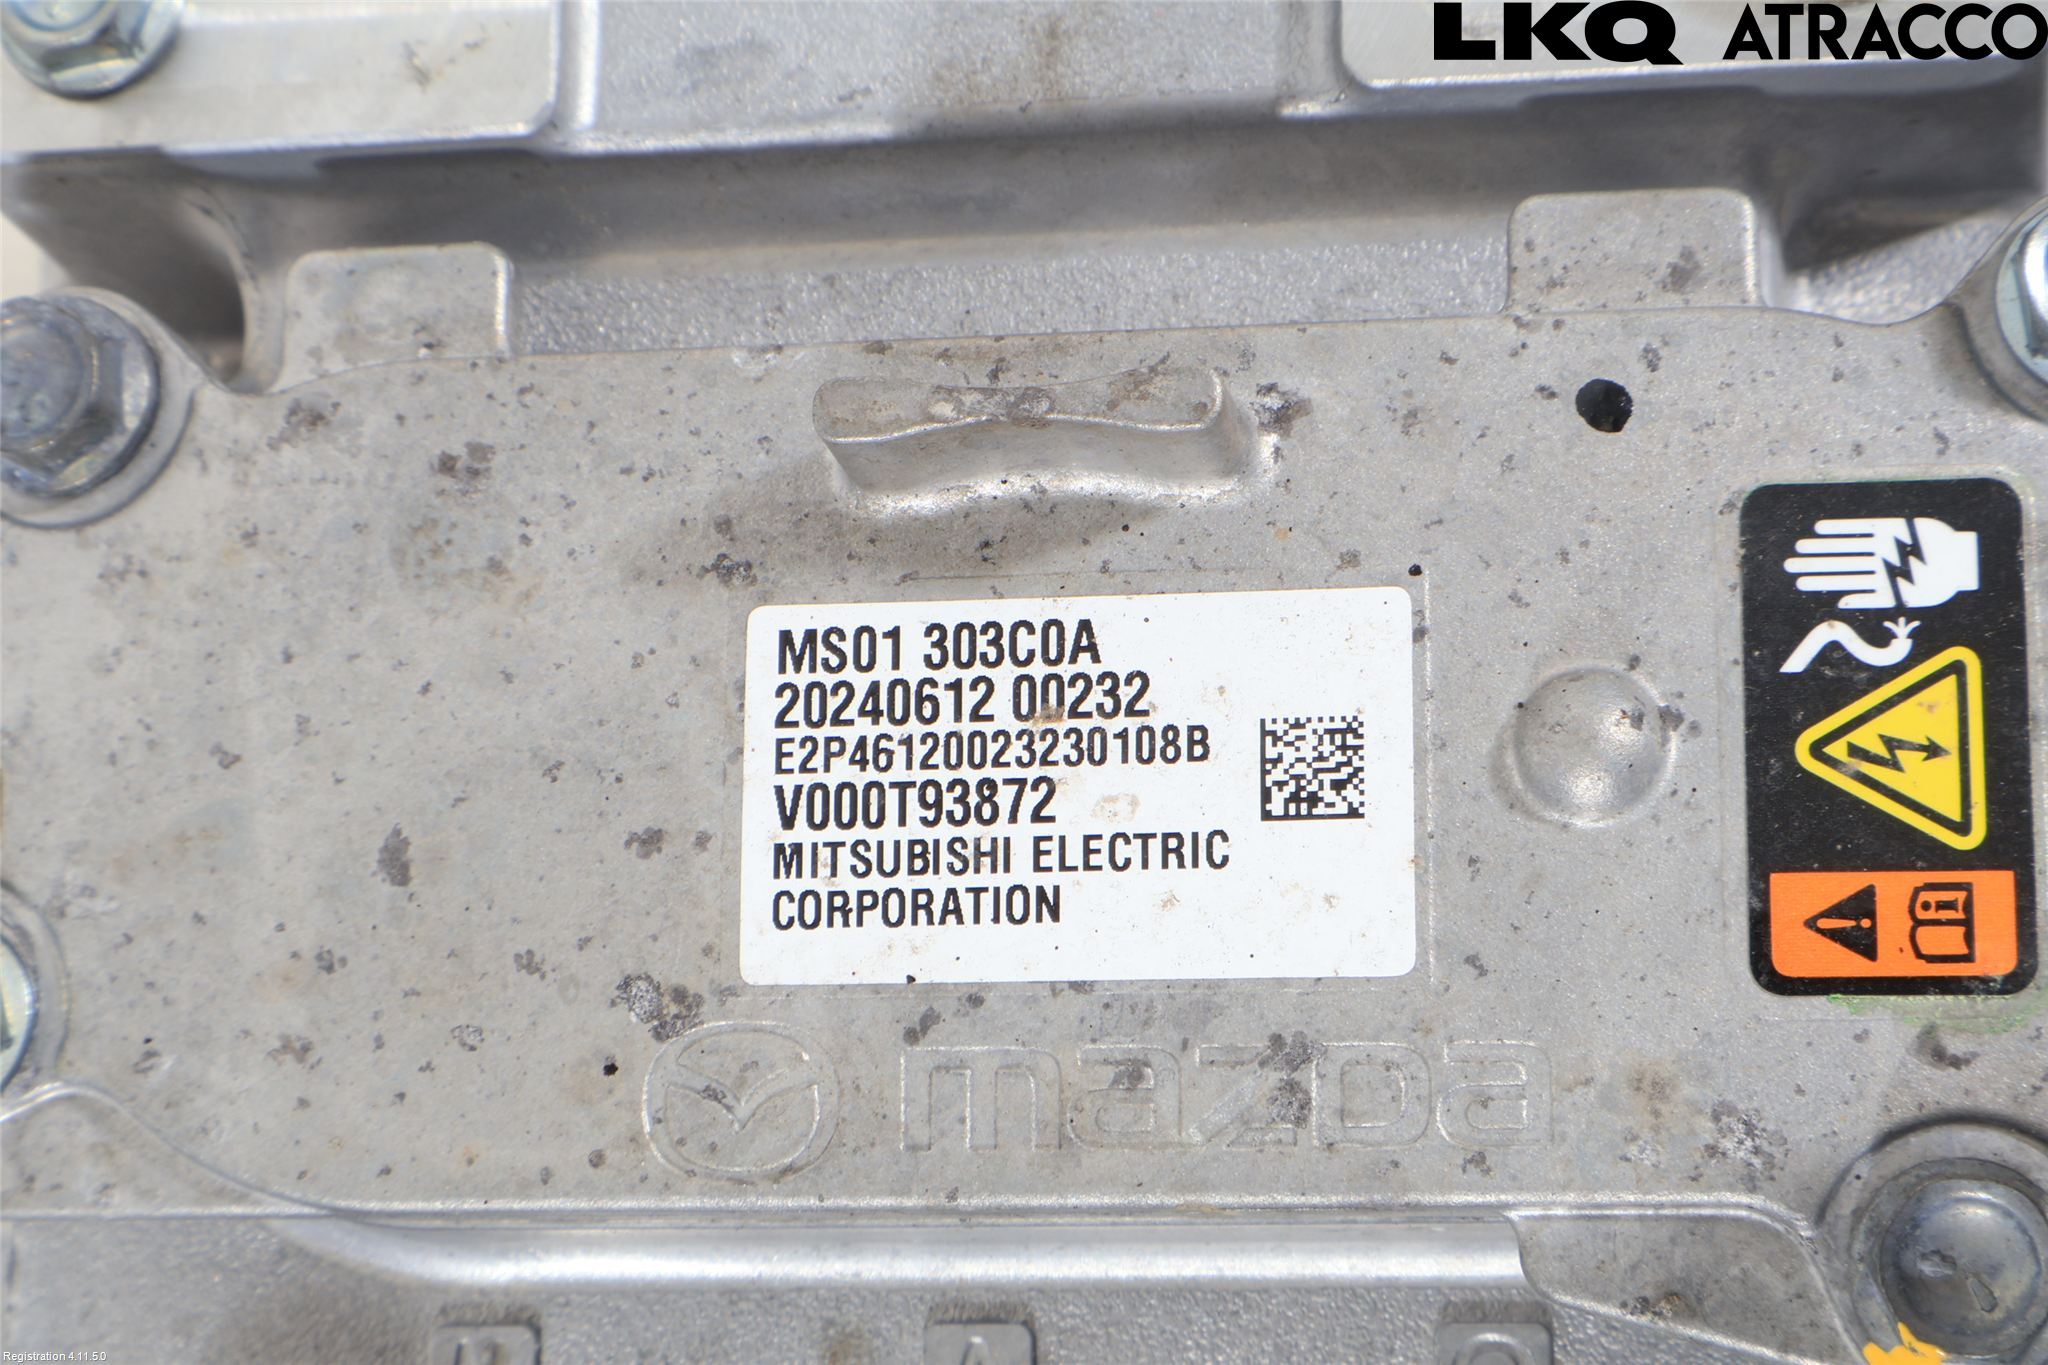 LKQ ATRACCO
MS01 303C0A
20240612 00232
E2P46120023230108B
V000T93872
MITSUBISHI ELECTRIC
CORPORATION
mazda
Registration 4.11.5.0